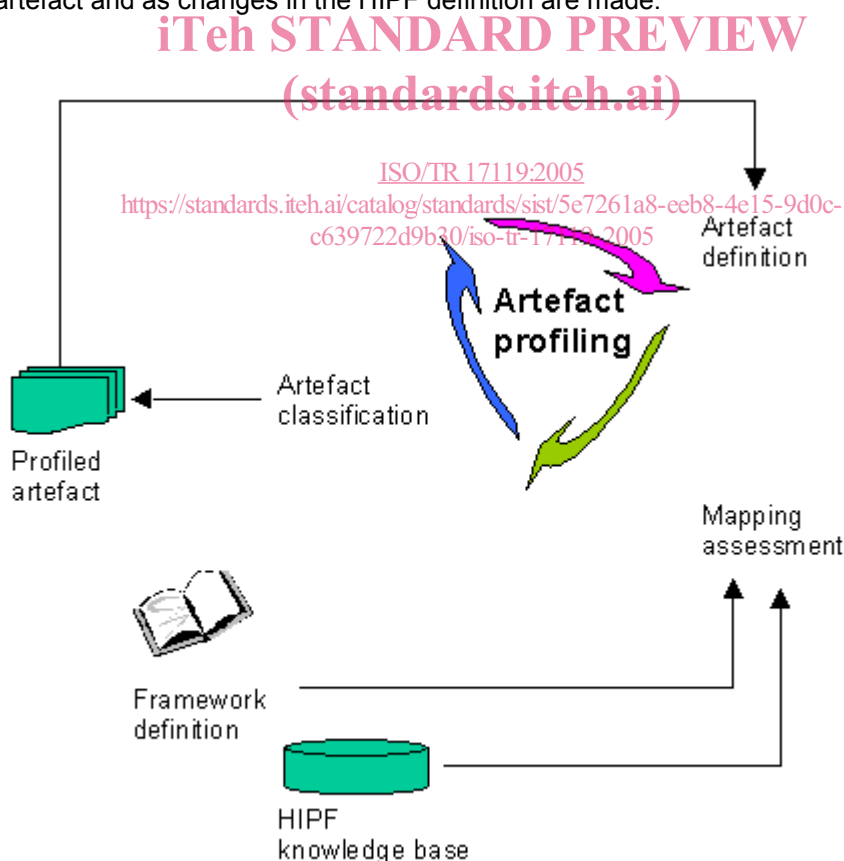 artefact and as changes in the HIPF definition are made.
iTeh STANDARD PREVIEW
(standards.iteh.ai)
ISO/TR 17119:2005
https://standards.iteh.ai/catalog/standards/sist/5e7261a8-eeb8-4e15-9d0c-
c639722d9b30/iso-tr-17119-2005
Artefact
definition
Artefact
profiling
Artefact
classification
Profiled
artefact
Mapping
assessment
Framework
definition
HIPF
knowledge base